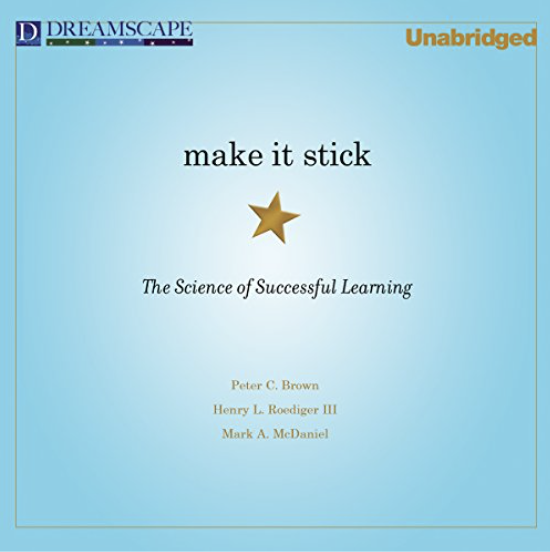 D DREAMSCAPE
Unabridged
make it stick
The Science of Successful Learning
Peter C. Brown
Henry L. Roediger III
Mark A. McDaniel